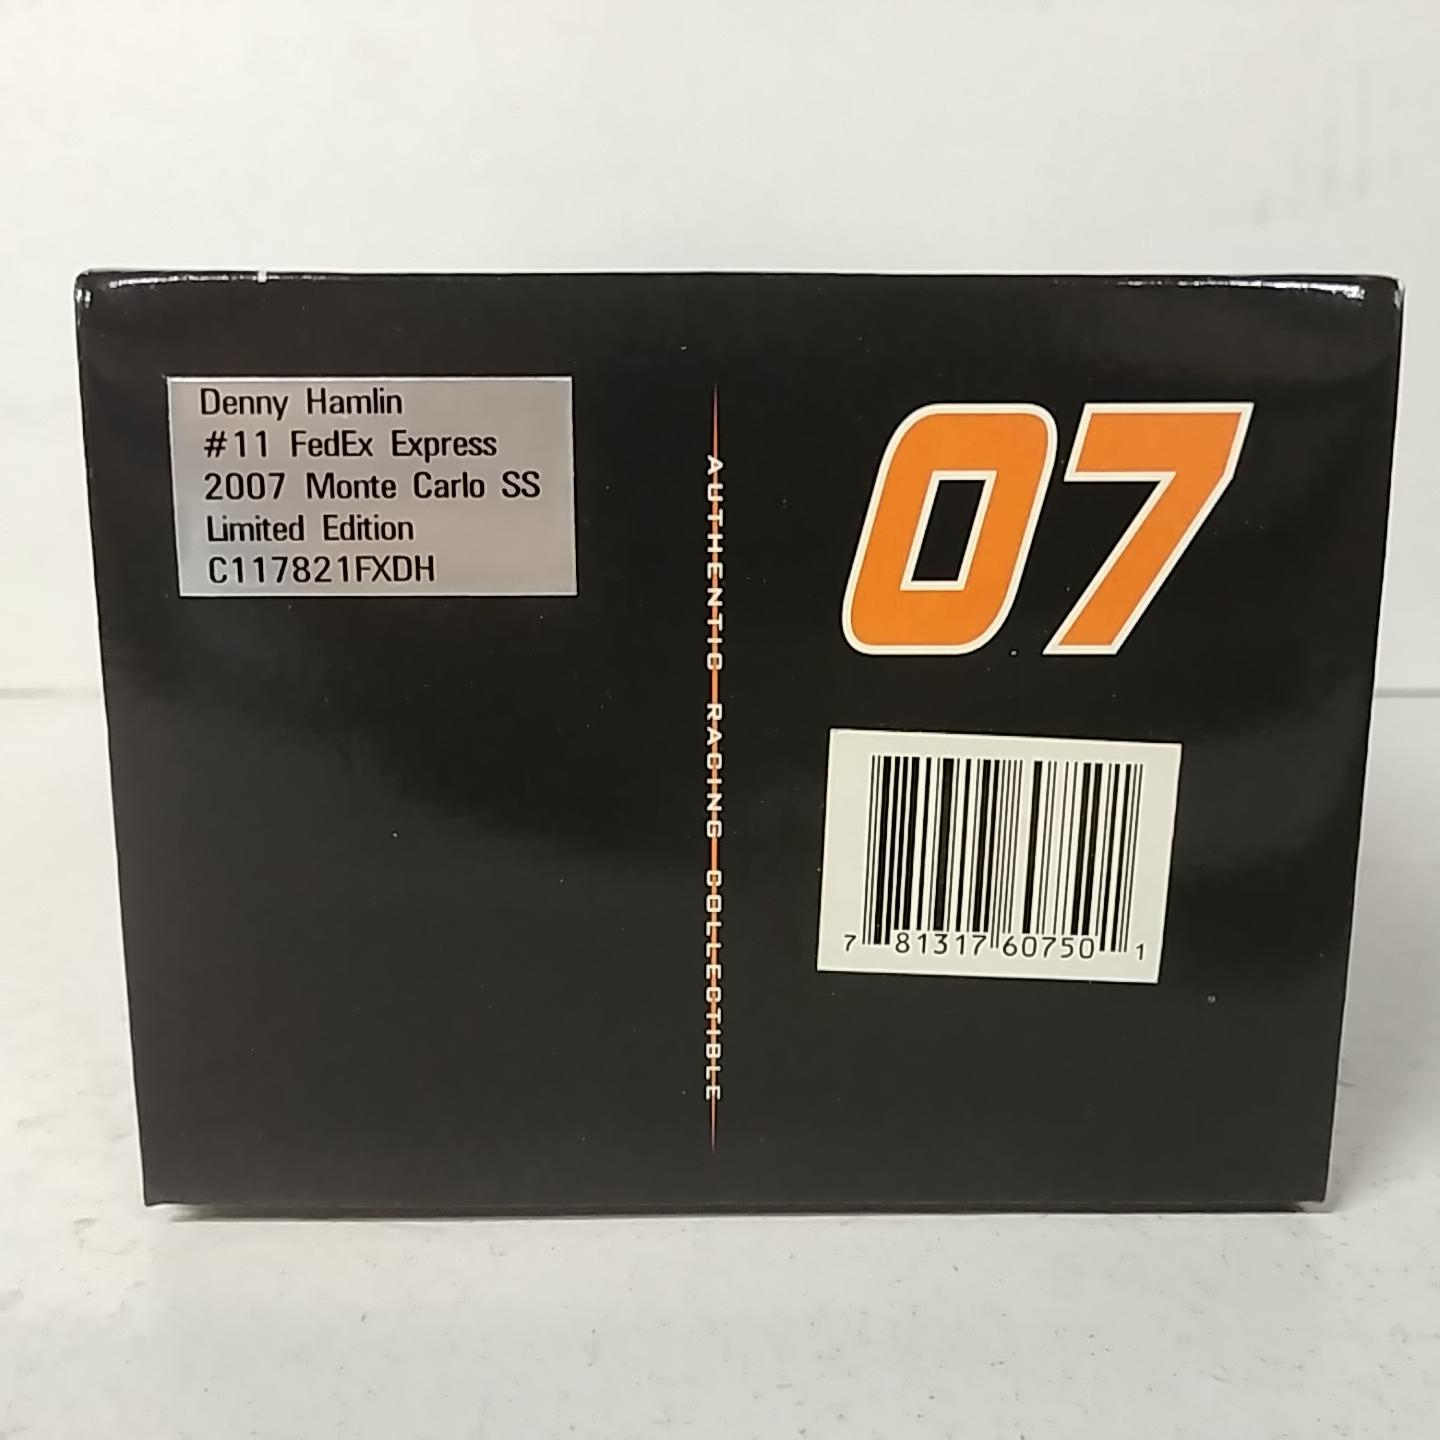 Denny Hamlin
#11 FedEx Express
2007 Monte Carlo SS
Limited Edition
C117821FXDH
AUTHENTIC RACING COLLECTIBLE
07
7 81317 60750 1